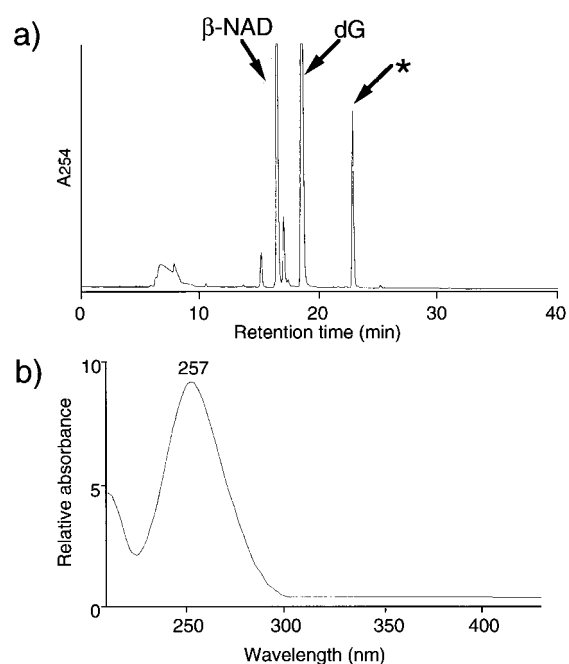 a)
β-NAD
dG
*
A254
0
10
20
30
40
Retention time (min)
b)
257
10
5
0
Relative absorbance
250
300
350
400
Wavelength (nm)